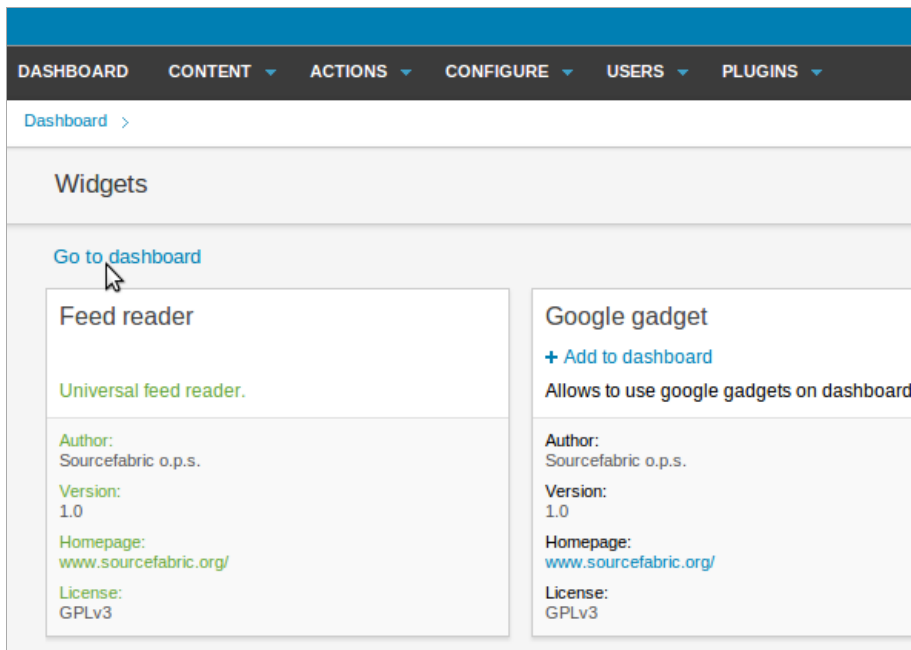 DASHBOARD CONTENT ACTIONS CONFIGURE USERS PLUGINS
Dashboard >
Widgets
Go to dashboard
Feed reader
Universal feed reader.
Author:
Sourcefabric o.p.s.
Version:
1.0
Homepage:
www.sourcefabric.org/
License:
GPLv3
Google gadget
+ Add to dashboard
Allows to use google gadgets on dashboard
Author:
Sourcefabric o.p.s.
Version:
1.0
Homepage:
www.sourcefabric.org/
License:
GPLv3